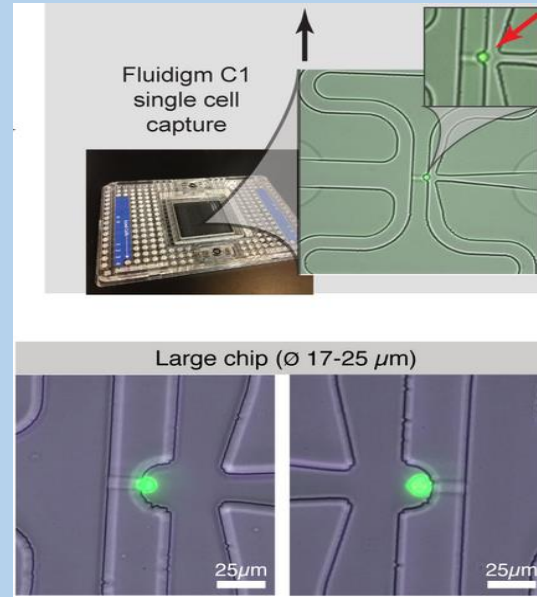 Fluidigm C1
single cell
capture
Large chip (Ø 17-25 µm)
25µm
25µm